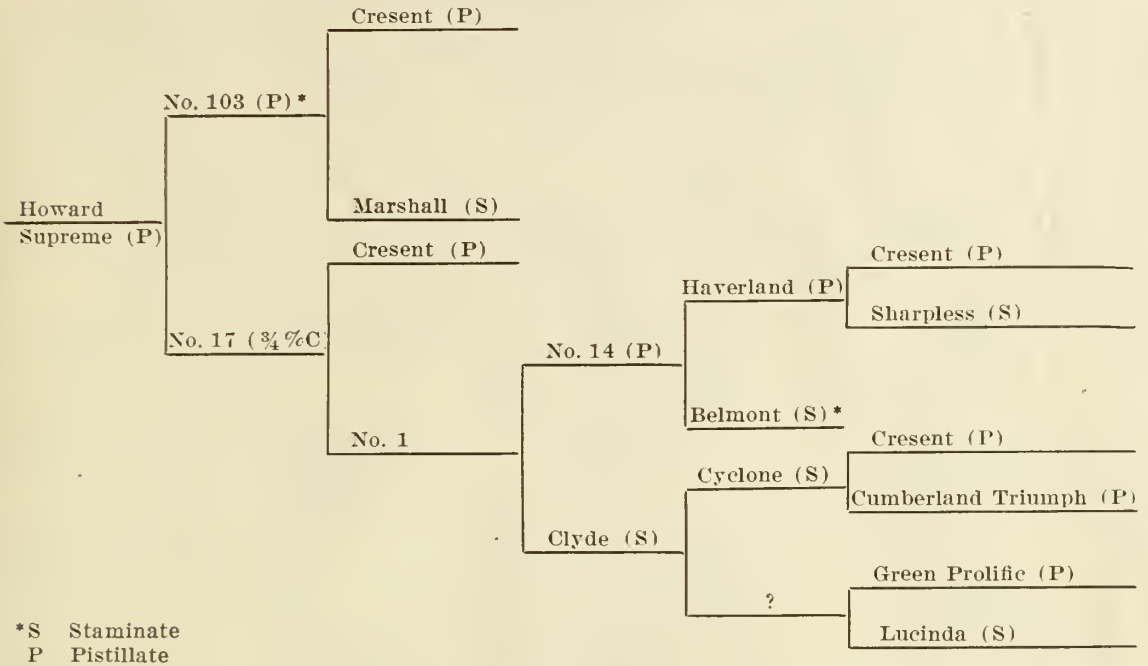 Cresent (P)
No. 103 (P) *
Marshall (S)
Howard
Supreme (P)
Cresent (P)
No. 17 (¾%C)
No. 1
No. 14 (P)
Haverland (P)
Cresent (P)
Sharpless (S)
Belmont (S) *
Clyde (S)
Cyclone (S)
Cresent (P)
Cumberland Triumph (P)
?
Green Prolific (P)
Lucinda (S)
*S Staminate
P Pistillate